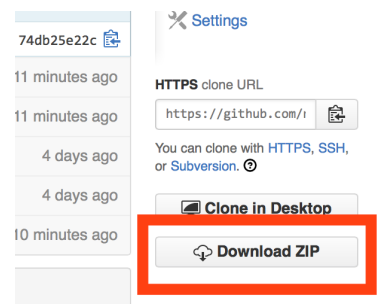 Settings
74db25e22c
11 minutes ago
11 minutes ago
4 days ago
4 days ago
10 minutes ago
HTTPS clone URL
https://github.com/
You can clone with HTTPS, SSH,
or Subversion.
Clone in Desktop
Download ZIP